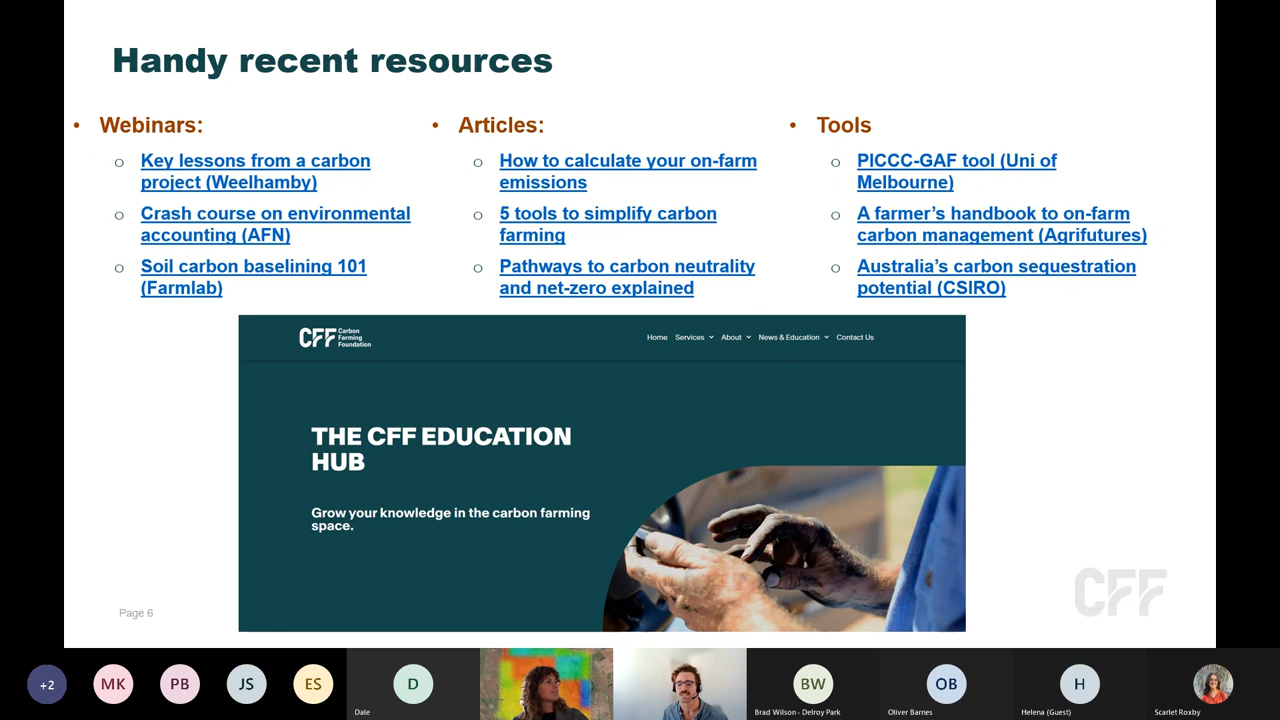 Handy recent resources
• Webinars:
o Key lessons from a carbon
project (Weelhamby)
o Crash course on environmental
accounting (AFN)
o Soil carbon baselining 101
(Farmlab)
• Articles:
o How to calculate your on-farm
emissions
o 5 tools to simplify carbon
farming
o Pathways to carbon neutrality
and net-zero explained
• Tools
o PICCC-GAF tool (Uni of
Melbourne)
o A farmer’s handbook to on-farm
carbon management (Agrifutures)
o Australia’s carbon sequestration
potential (CSIRO)
CFF Carbon
Farming
Foundation
Home Services About News & Education Contact Us
THE CFF EDUCATION
HUB
Grow your knowledge in the carbon farming
space.
Page 6
CFF
+2 MK PB JS ES D BW OB H
Dale Brad Wilson - Delroy Park Oliver Barnes Helena (Guest) Scarlet Roxby